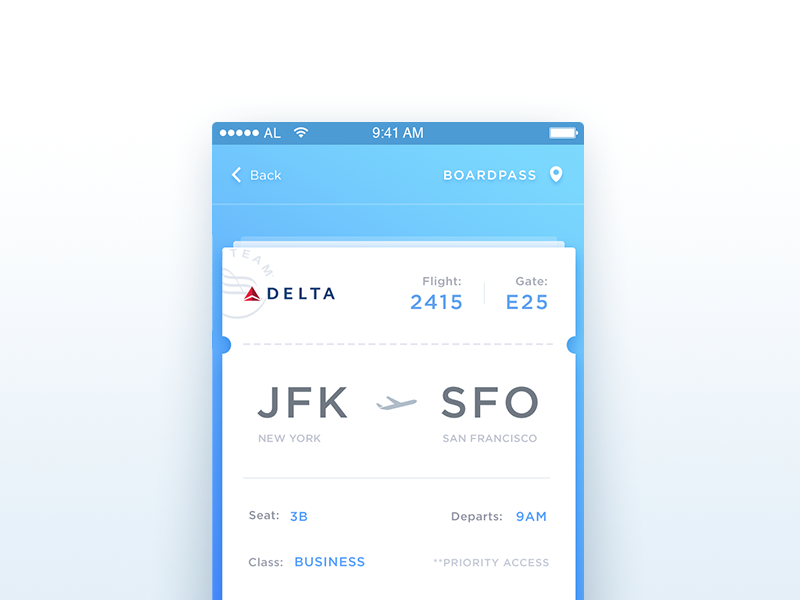 ●●●●● AL 9:41 AM
Back BOARDPASS
TEAM
DELTA
Flight: Gate:
2415 E25
JFK SFO
NEW YORK SAN FRANCISCO
Seat: 3B Departs: 9AM
Class: BUSINESS **PRIORITY ACCESS